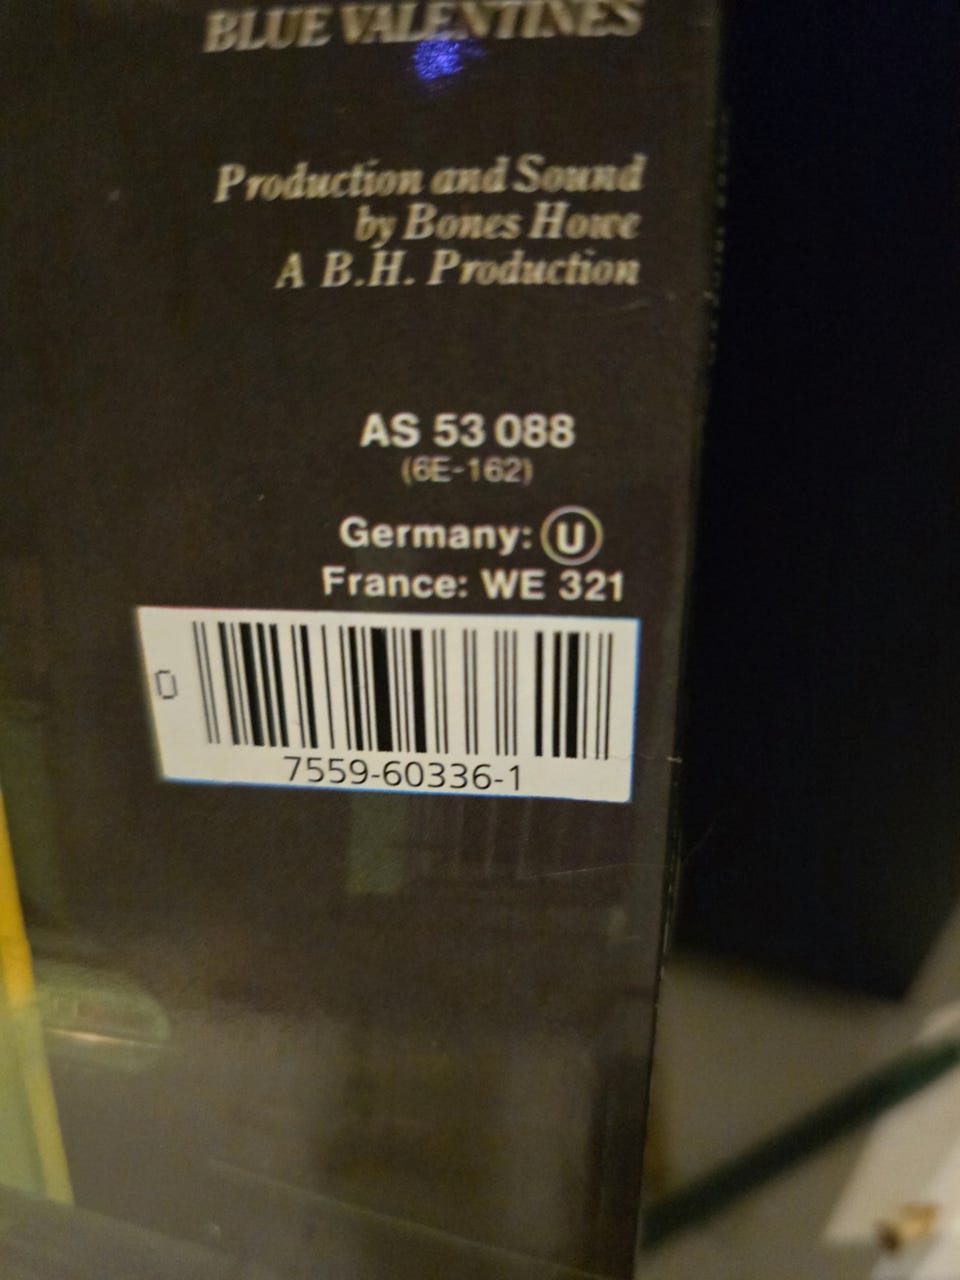 BLUE VALENTINES
Production and Sound
by Bones Howe
A B.H. Production
AS 53 088
(6E-162)
Germany: U
France: WE 321
0
7559-60336-1